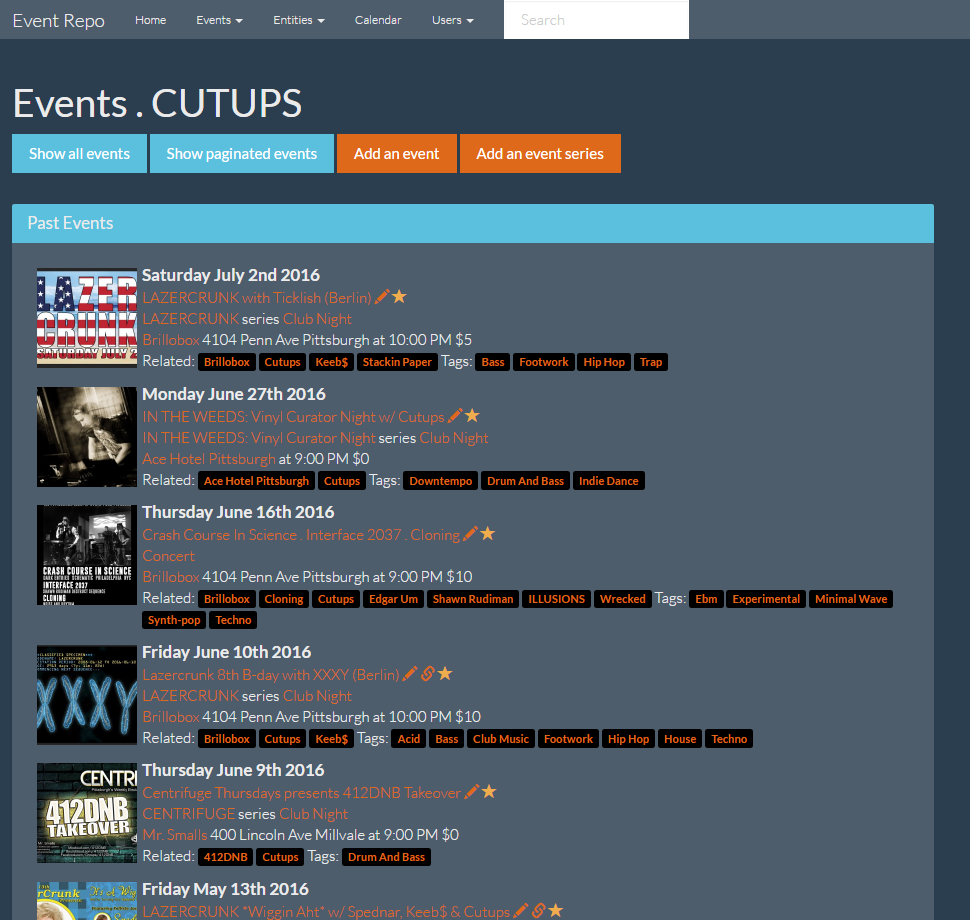 Event Repo Home Events Entities Calendar Users Search
Events . CUTUPS
Show all events Show paginated events Add an event Add an event series
Past Events
LAZER
CRUNK
SATURDAY JULY 2
Saturday July 2nd 2016
LAZERCRUNK with Ticklish (Berlin)
LAZERCRUNK series Club Night
Brillobox 4104 Penn Ave Pittsburgh at 10:00 PM $5
Related: Brillobox Cutups Keeb$ Stackin Paper Tags: Bass Footwork Hip Hop Trap
Monday June 27th 2016
IN THE WEEDS: Vinyl Curator Night w/ Cutups
IN THE WEEDS: Vinyl Curator Night series Club Night
Ace Hotel Pittsburgh at 9:00 PM $0
Related: Ace Hotel Pittsburgh Cutups Tags: Downtempo Drum And Bass Indie Dance
CRASH COURSE IN SCIENCE
DARK ENTRIES SCHEMATIC PHILADELPHIA NYC
INTERFACE 2037
SHAWN RUDIMAN
CLONING
Thursday June 16th 2016
Crash Course In Science . Interface 2037 . Cloning
Concert
Brillobox 4104 Penn Ave Pittsburgh at 9:00 PM $10
Related: Brillobox Cloning Cutups Edgar Um Shawn Rudiman ILLUSIONS Wrecked Tags: Ebm Experimental Minimal Wave
Synth-pop Techno
XXXY
Friday June 10th 2016
Lazercrunk 8th B-day with XXXY (Berlin)
LAZERCRUNK series Club Night
Brillobox 4104 Penn Ave Pittsburgh at 10:00 PM $10
Related: Brillobox Cutups Keeb$ Tags: Acid Bass Club Music Footwork Hip Hop House Techno
CENTRI
412DNB
TAKEOVER
Thursday June 9th 2016
Centrifuge Thursdays presents 412DNB Takeover
CENTRIFUGE series Club Night
Mr. Smalls 400 Lincoln Ave Millvale at 9:00 PM $0
Related: 412DNB Cutups Tags: Drum And Bass
rCrunk
Friday May 13th 2016
LAZERCRUNK *Wiggin Aht* w/ Spednar, Keeb$ & Cutups